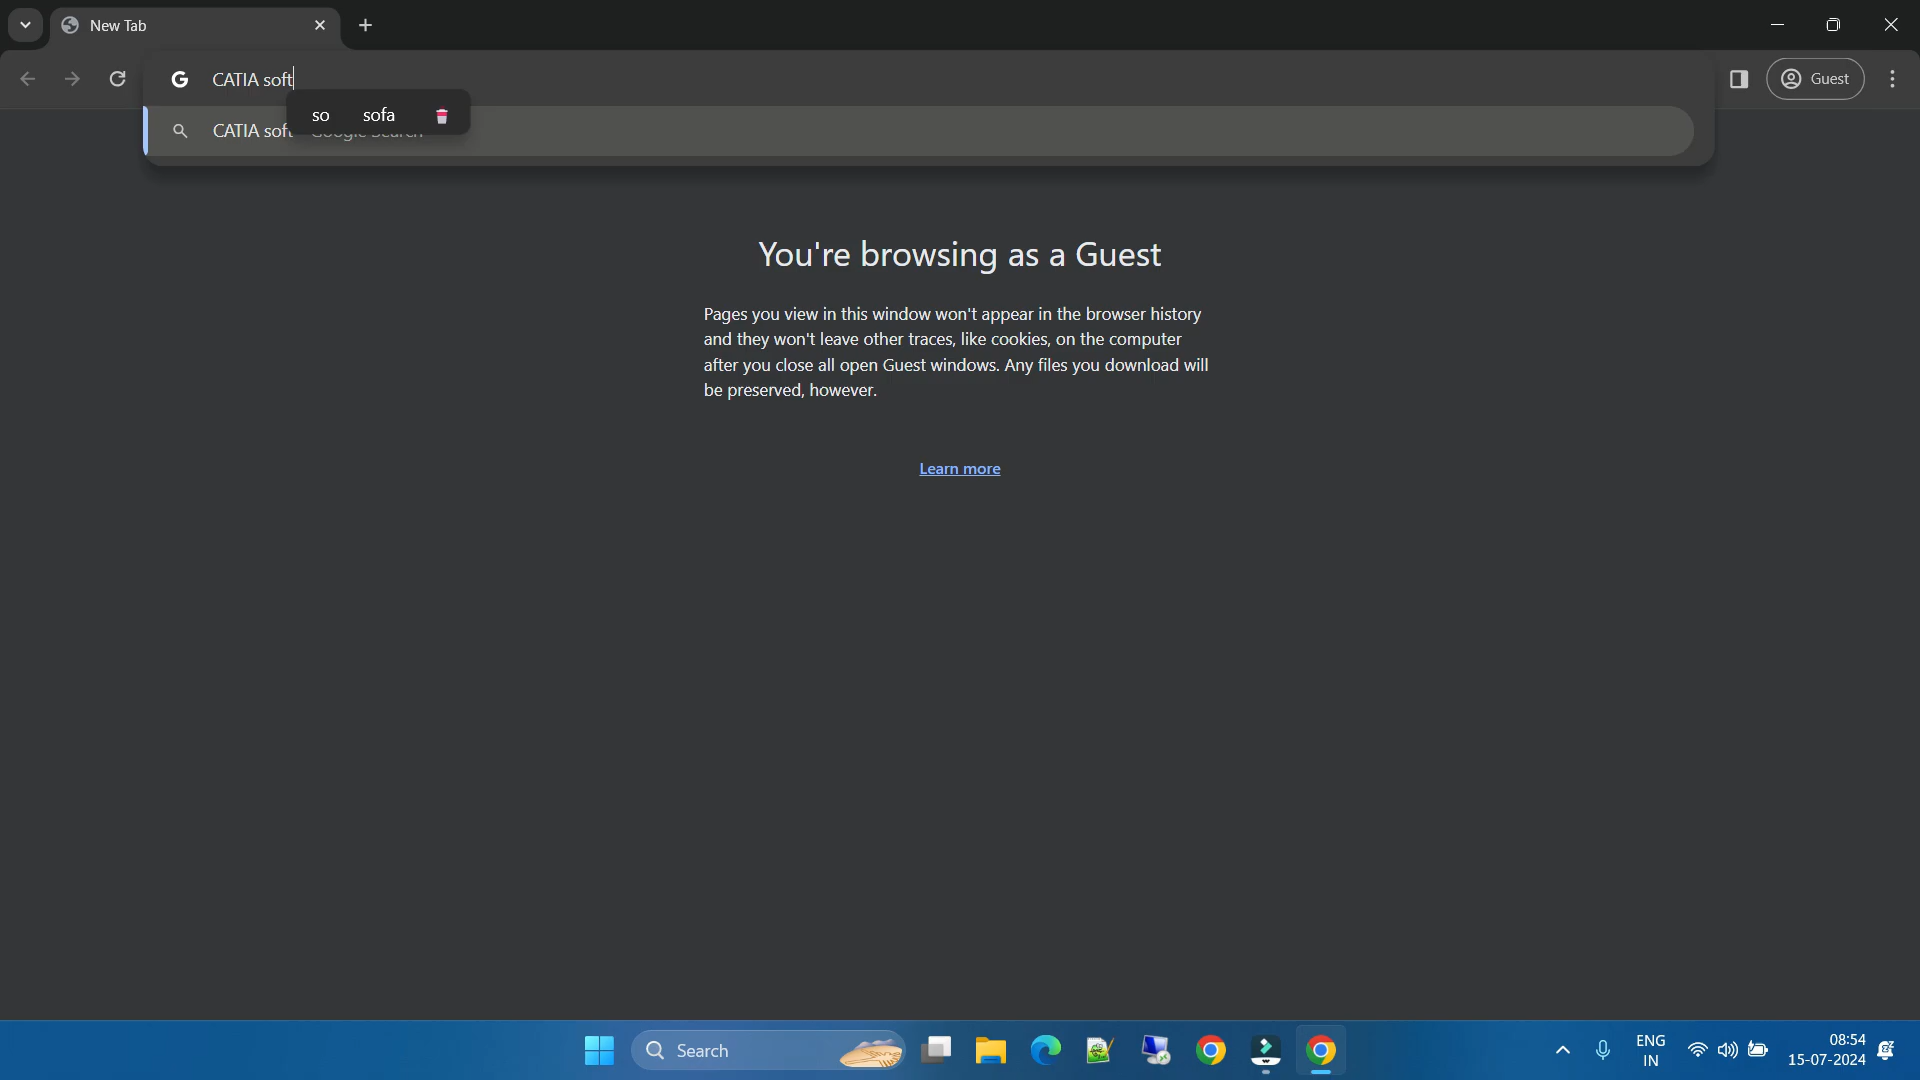 New Tab
CATIA soft
Guest
so sofa
CATIA soft - Google Search
You're browsing as a Guest
Pages you view in this window won't appear in the browser history
and they won't leave other traces, like cookies, on the computer
after you close all open Guest windows. Any files you download will
be preserved, however.
Learn more
Search
ENG
IN
08:54
15-07-2024